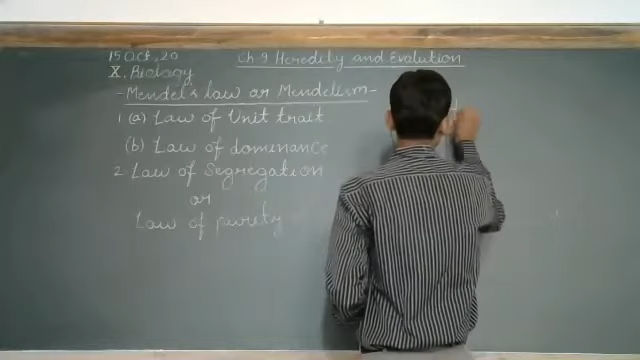 15 Oct, 20
Ch 9 Heredity and Evolution
X. Biology
- Mendel's law or Mendelism -
1 (a) Law of Unit trait
(b) Law of dominance
2. Law of Segregation
or
Law of purity